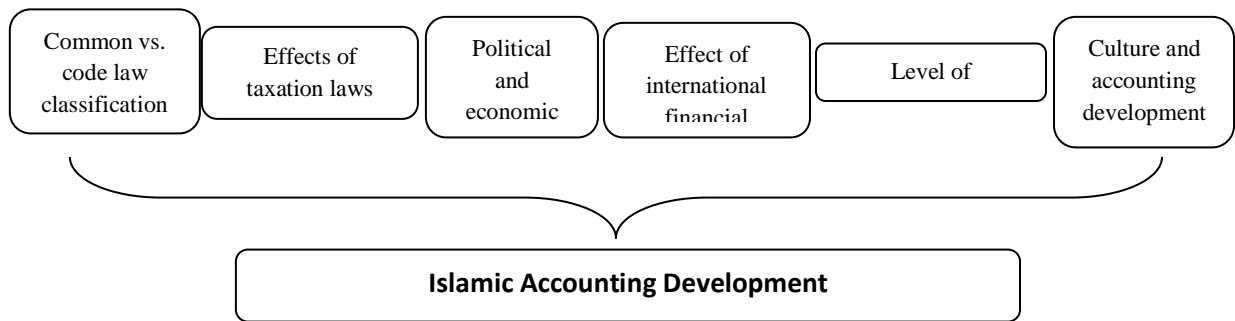 Common vs.
code law
classification
Effects of
taxation laws
Political
and
economic
Effect of
international
financial
Level of
Culture and
accounting
development
Islamic Accounting Development